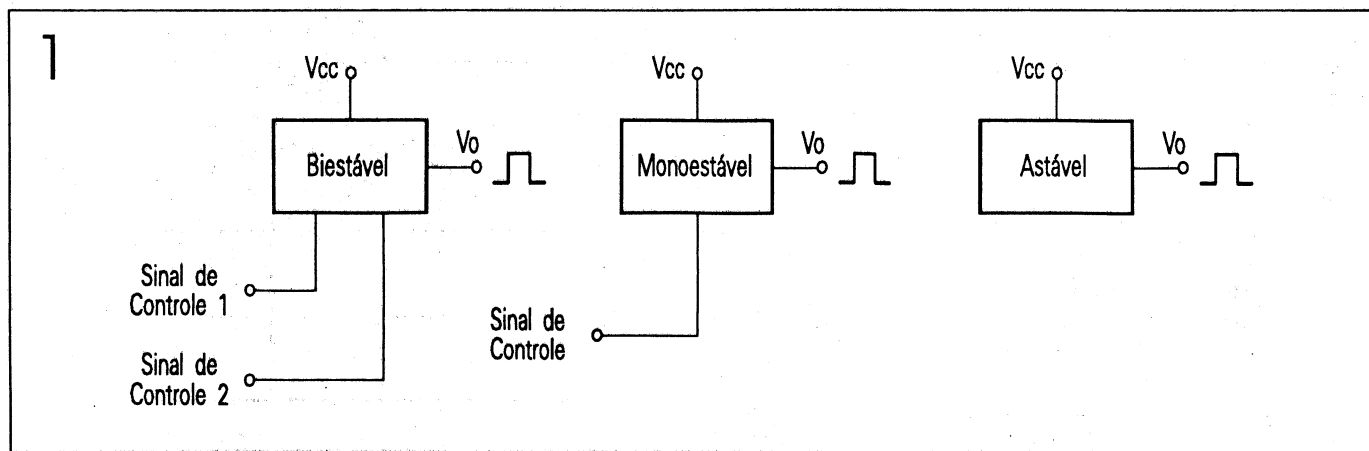 1
Vcc
Biestável
Vo
Sinal de
Controle 1
Sinal de
Controle 2
Vcc
Monoestável
Vo
Sinal de
Controle
Vcc
Astável
Vo